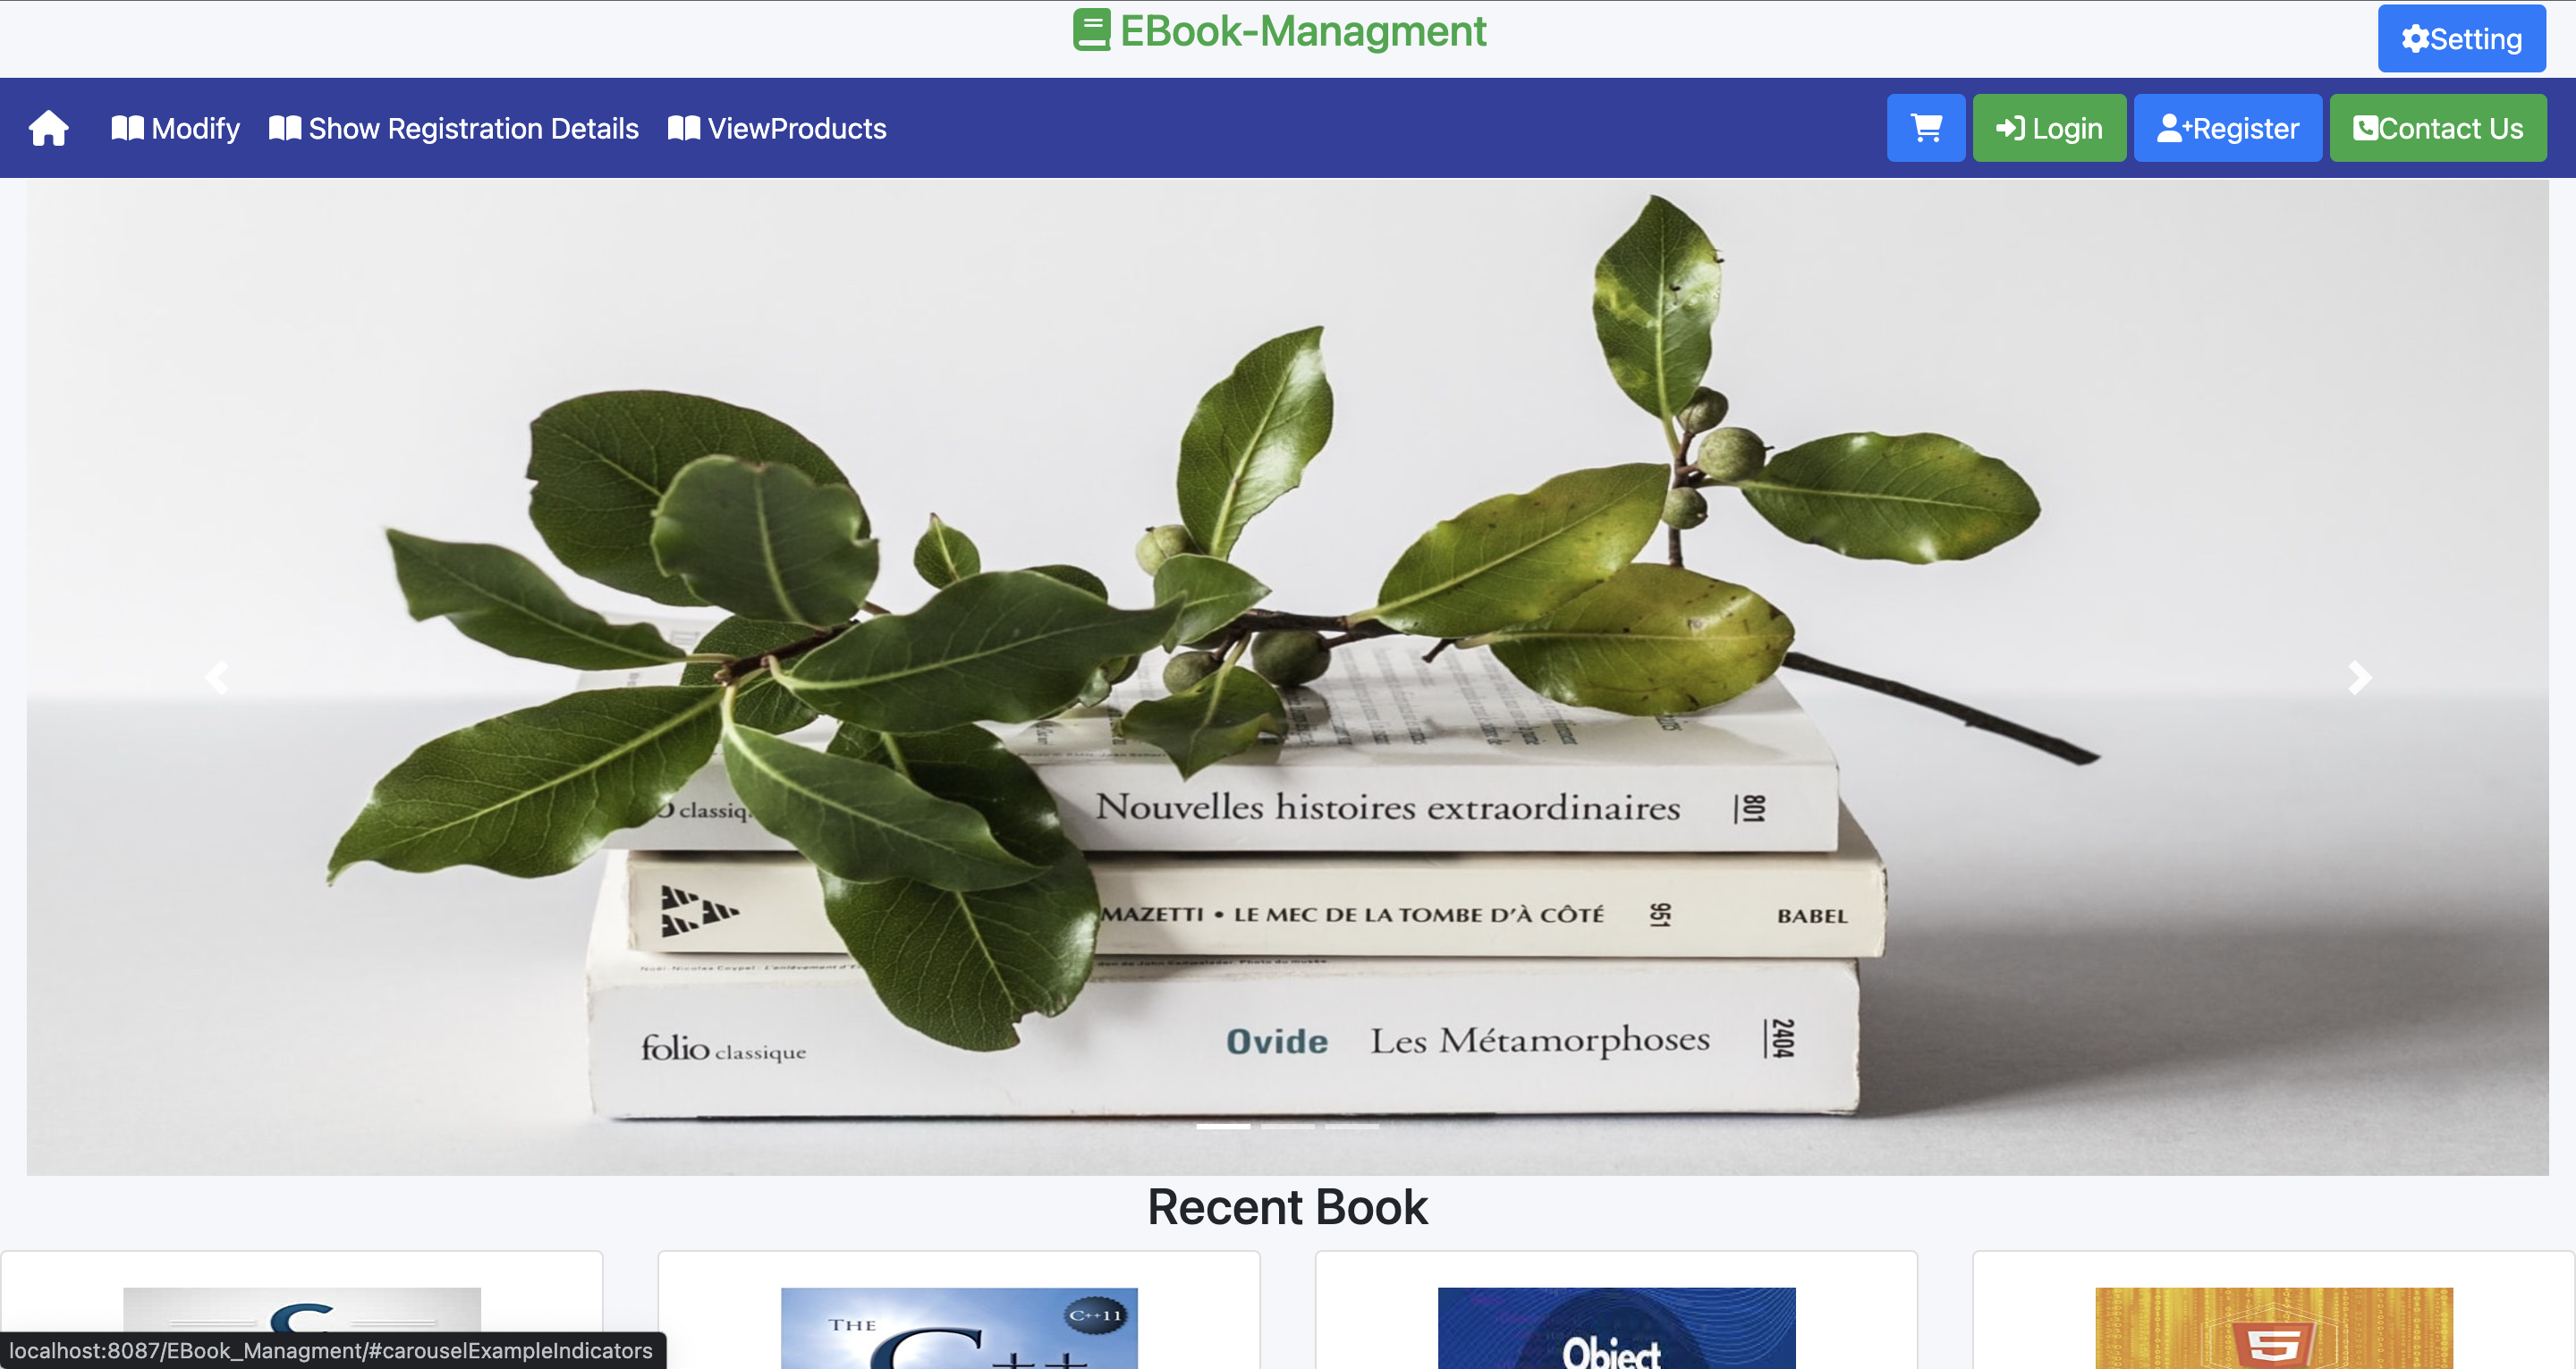 EBook-Managment
Setting
Modify
Show Registration Details
ViewProducts
Login
Register
Contact Us
classiq
Nouvelles histoires extraordinaires
801
MAZETTI • LE MEC DE LA TOMBE D'À CÔTÉ
951
BABEL
folio classique
Ovide Les Métamorphoses
2404
Recent Book
C
THE
C++11
C++
Object
5
localhost:8087/EBook_Managment/#carouselExampleIndicators